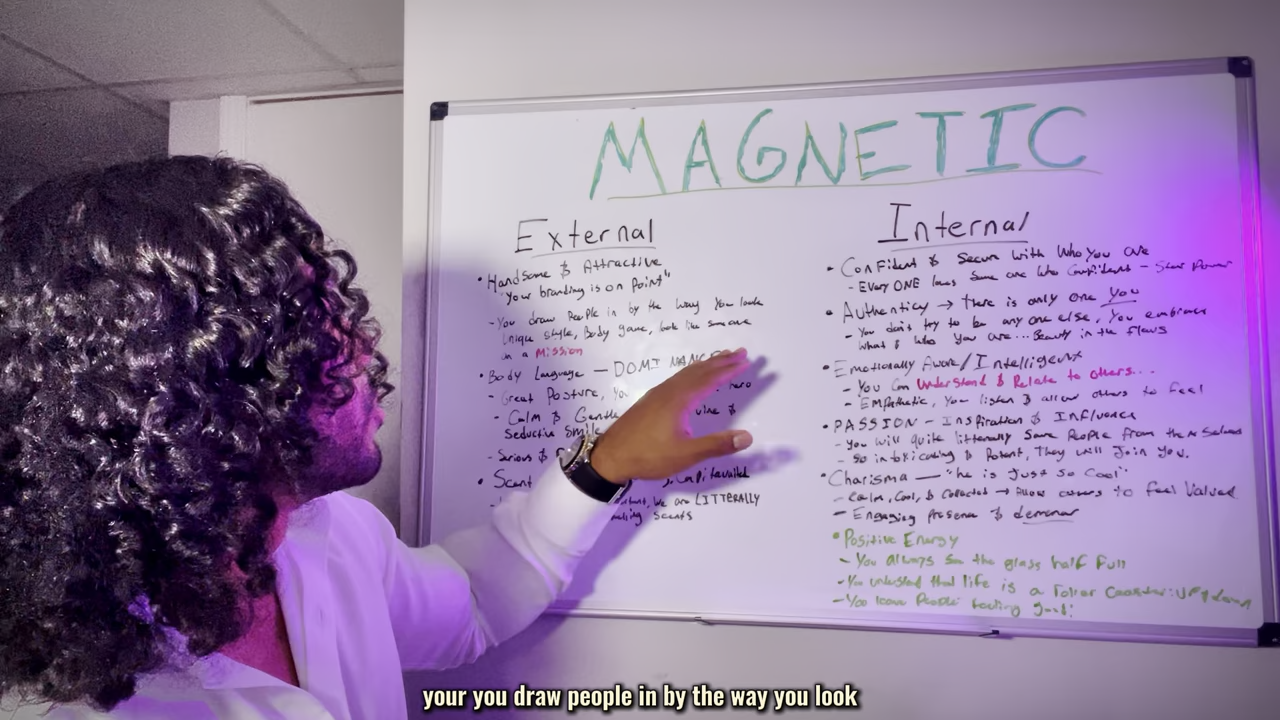 MAGNETIC
External
• Handsome & Attractive
"Your branding is on Point"
- You draw People in by the way you look
Unique style, Body game, look like someone
on a Mission
• Body Language — DOMINANCE
- Great Posture, You hero
- Calm & Gentle &
Seductive Smile
- Serious &
• Scent
we are LITTERALLY
Scents
Internal
• Confident & Secure with Who You are
- Every ONE loves Some one Who Confident - Star Power
• Authenticy → there is only one You
- You don't try to be any one else, You embrace
what & who You are... Beauty in the flaws
• Emotionally Aware/Intelligent
- You Can Understand & Relate to others...
- Empathetic, You listen & allow others to feel
• PASSION - Inspiration & Influence
- You will quite litterally Save People from themselves
- So intoxicating & Potent, They will Join You.
• Charisma — "he is just so Cool"
- Calm, Cool, & Collected → Allow others to feel Valued
- Engaging Presence &
• Positive Energy
- You always the glass half full
- You that life is a roller Coaster: UP & down
- You leave People feeling good!
your you draw people in by the way you look